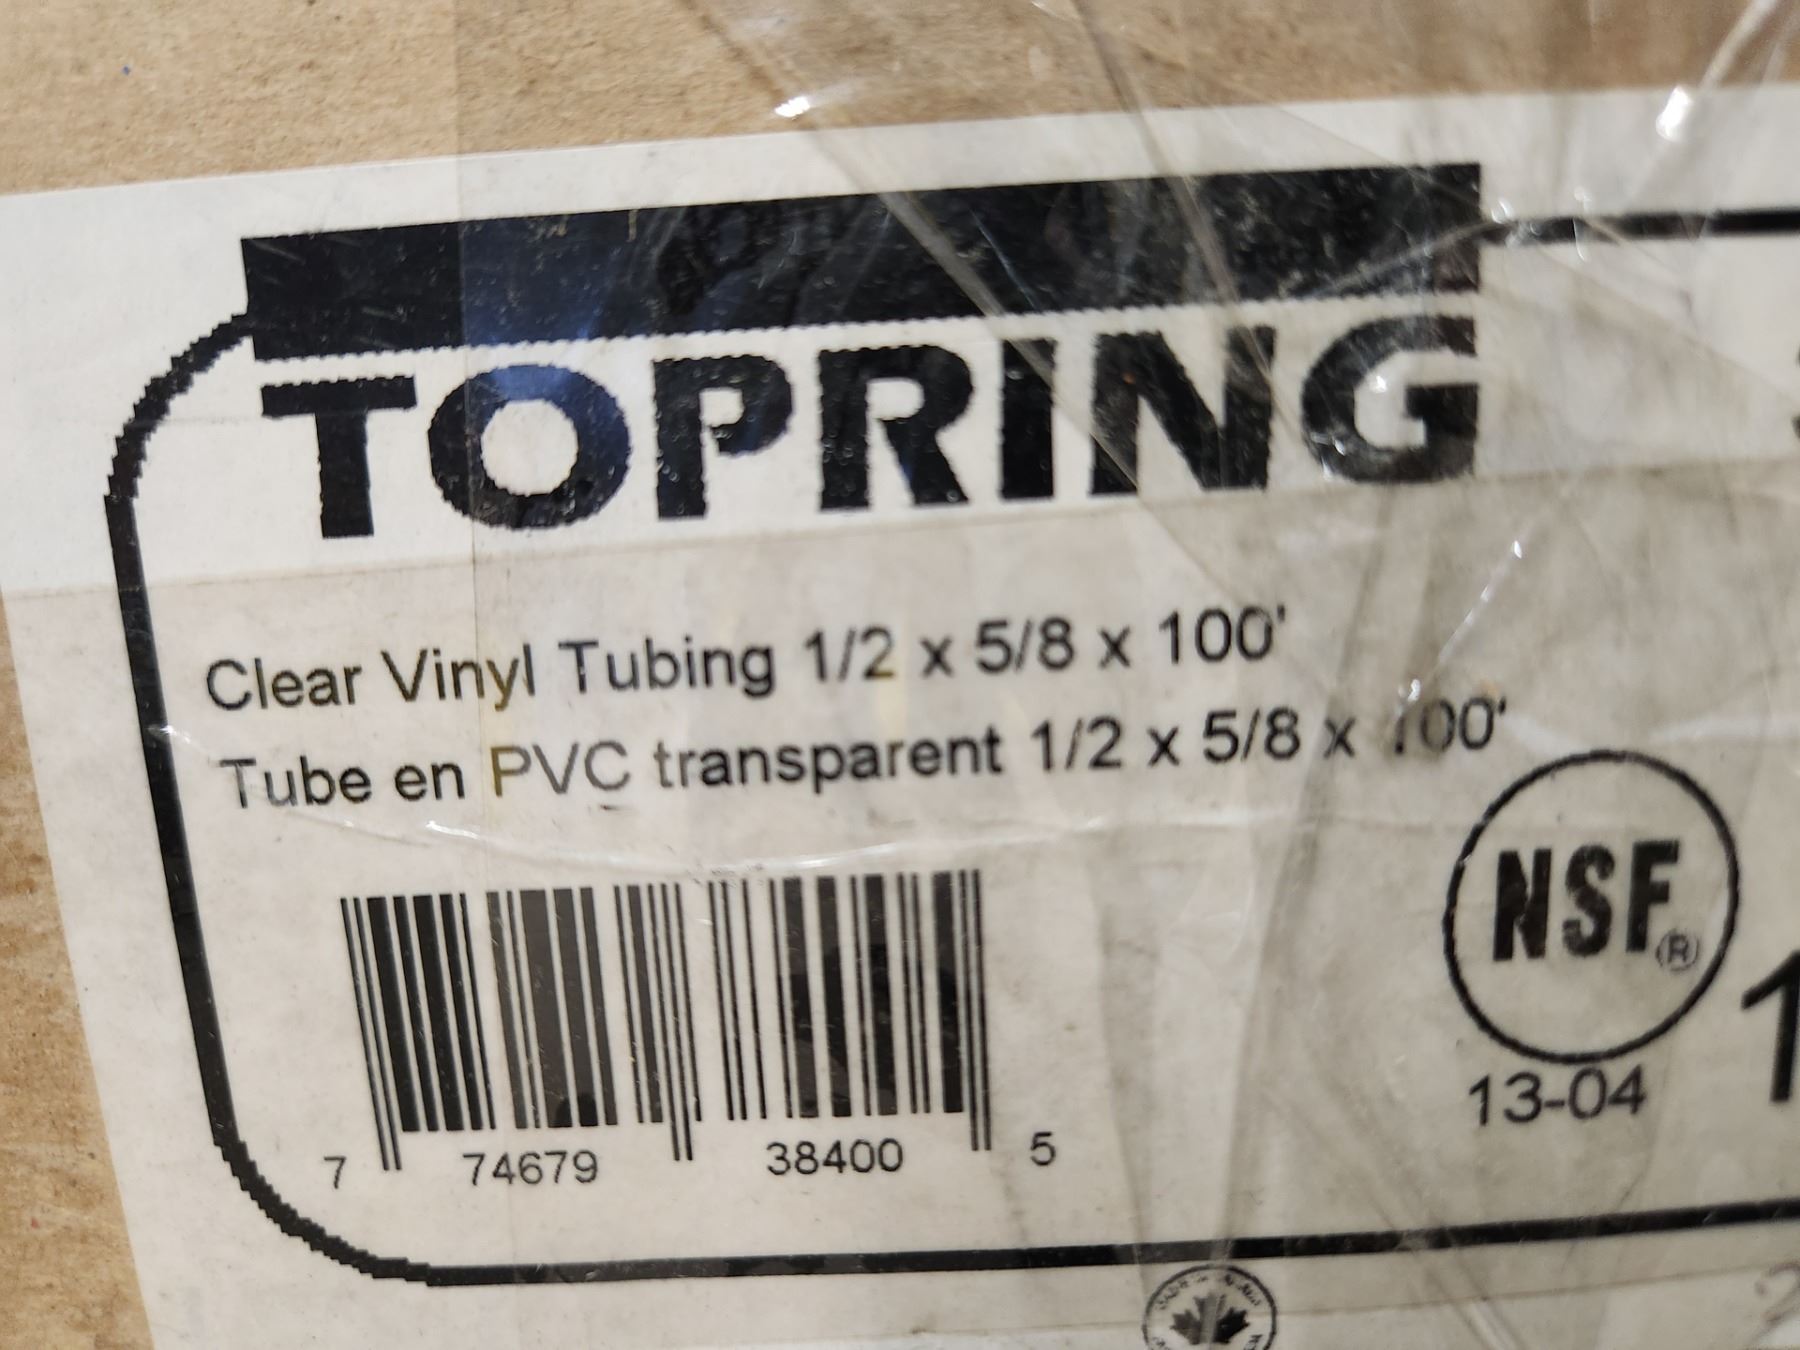 TOPRING
Clear Vinyl Tubing 1/2 x 5/8 x 100'
Tube en PVC transparent 1/2 x 5/8 x 100'
NSF®
13-04
7 74679 38400 5